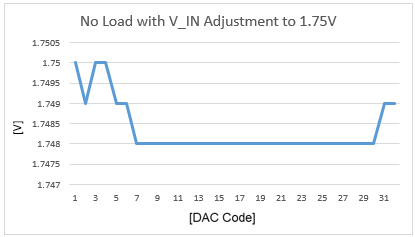 No Load with V_IN Adjustment to 1.75V
1.7505
1.75
1.7495
1.749
1.7485
1.748
1.7475
1.747
[V]
1 3 5 7 9 11 13 15 17 19 21 23 25 27 29 31
[DAC Code]